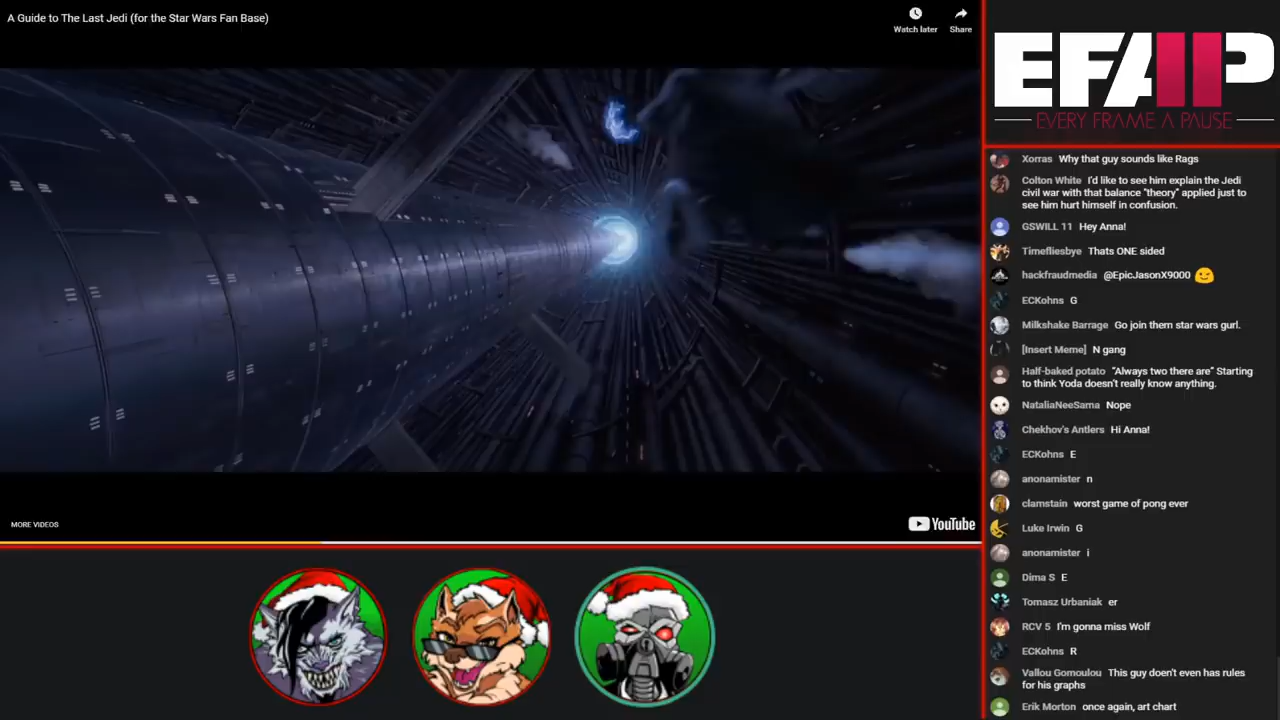 A Guide to The Last Jedi (for the Star Wars Fan Base)
Watch later
Share
MORE VIDEOS
YouTube
EFAP
EVERY FRAME A PAUSE
Xorras Why that guy sounds like Rags
Colton White I'd like to see him explain the Jedi
civil war with that balance "theory" applied just to
see him hurt himself in confusion.
GSWILL 11 Hey Anna!
Timefliesbye Thats ONE sided
hackfraudmedia @EpicJasonX9000
ECKohns G
Milkshake Barrage Go join them star wars gurl.
[Insert Meme] N gang
Half-baked potato "Always two there are" Starting
to think Yoda doesn't really know anything.
NataliaNeeSama Nope
Chekhov's Antlers Hi Anna!
ECKohns E
anonamister n
clamstain worst game of pong ever
Luke Irwin G
anonamister i
Dima S E
Tomasz Urbaniak er
RCV 5 I'm gonna miss Wolf
ECKohns R
Vallou Gomoulou This guy doen't even has rules
for his graphs
Erik Morton once again, art chart